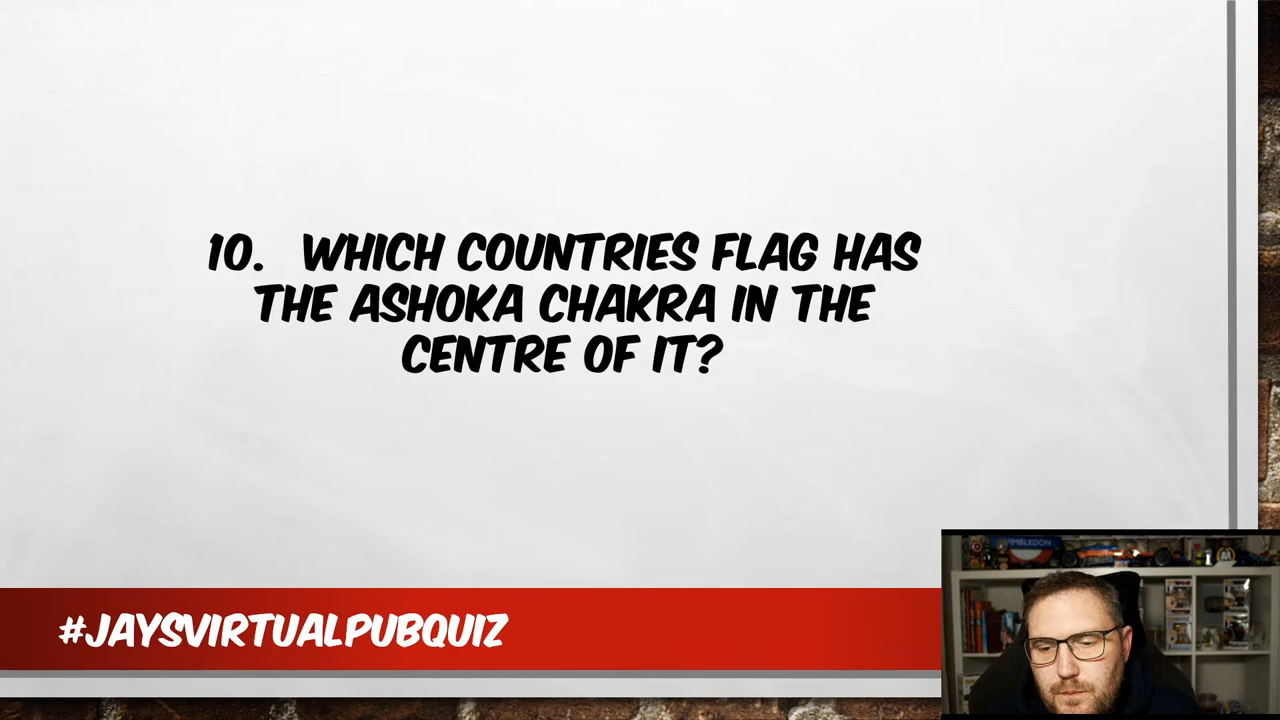 10. WHICH COUNTRIES FLAG HAS
THE ASHOKA CHAKRA IN THE
CENTRE OF IT?
#JAYSVIRTUALPUBQUIZ